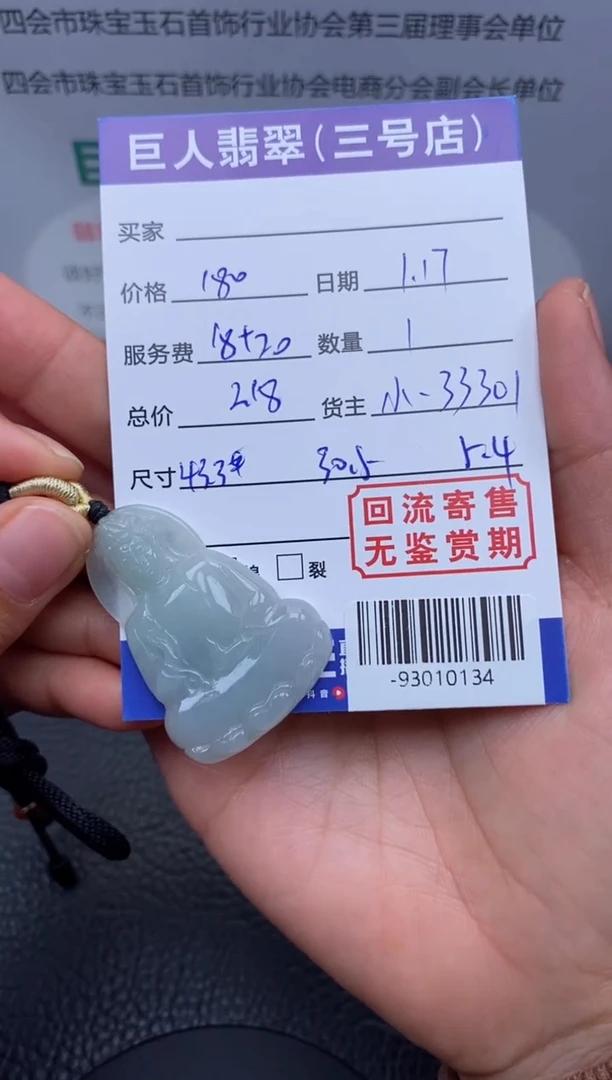 四会市珠宝玉石首饰行业协会第三届理事会单位
四会市珠宝玉石首饰行业协会电商分会副会长单位
巨人翡翠(三号店)
买家
价格 180 日期 1.17
服务费 18+20 数量 1
总价 218 货主 小-33301
尺寸 30.5 5.4
回流寄售
无鉴赏期
裂
-93010134
抖音